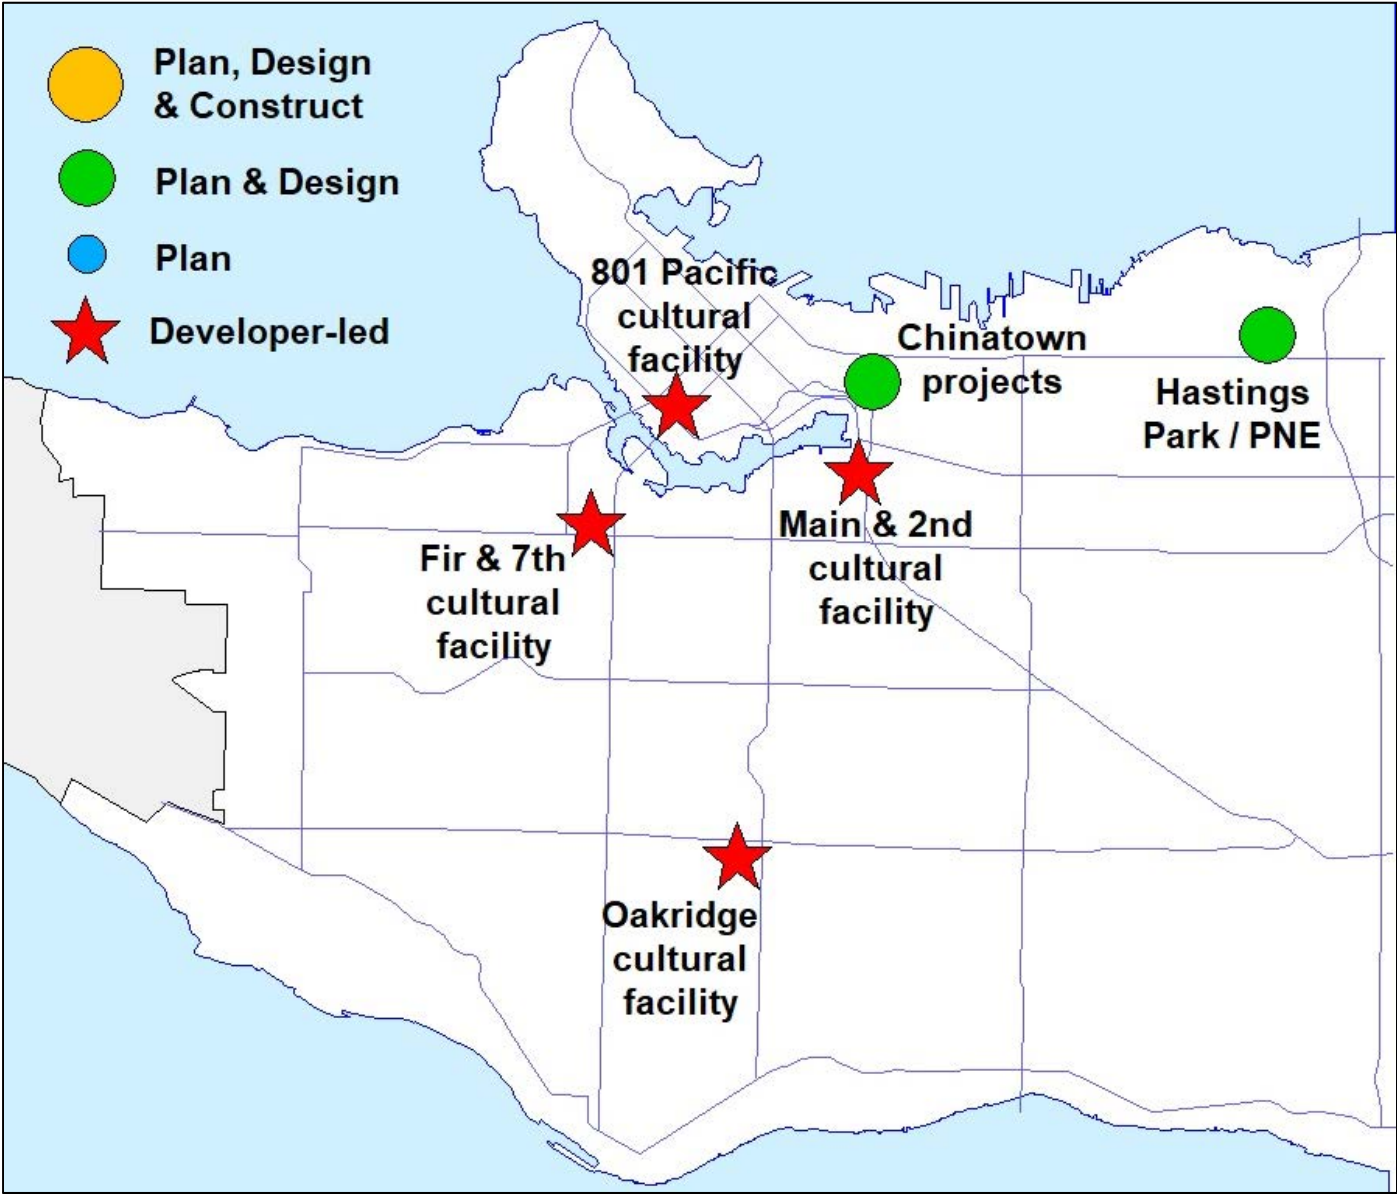 Plan, Design
& Construct
Plan & Design
Plan
Developer-led
801 Pacific
cultural
facility
Chinatown
projects
Hastings
Park / PNE
Main & 2nd
cultural
facility
Fir & 7th
cultural
facility
Oakridge
cultural
facility